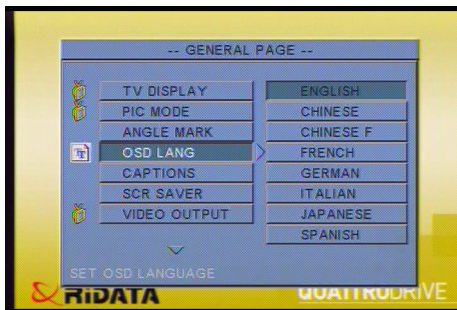 -- GENERAL PAGE --
TV DISPLAY
PIC MODE
ANGLE MARK
OSD LANG
CAPTIONS
SCR SAVER
VIDEO OUTPUT
ENGLISH
CHINESE
CHINESE F
FRENCH
GERMAN
ITALIAN
JAPANESE
SPANISH
SET OSD LANGUAGE
RiDATA
QUATTRODRIVE